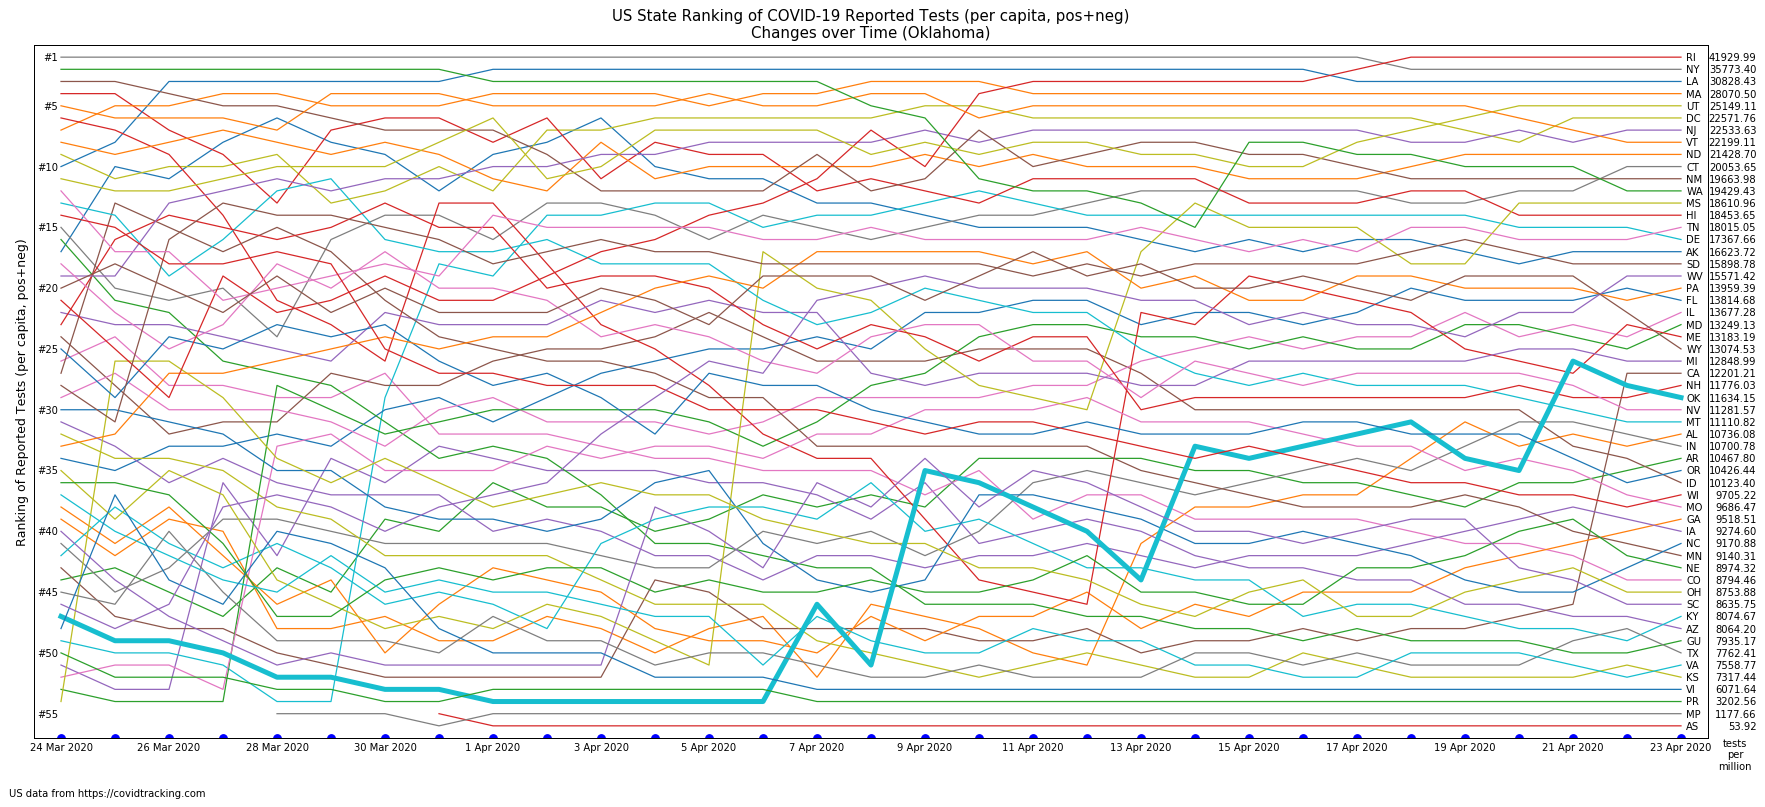 US State Ranking of COVID-19 Reported Tests (per capita, pos+neg)
Changes over Time (Oklahoma)
Ranking of Reported Tests (per capita, pos+neg)
#1
#5
#10
#15
#20
#25
#30
#35
#40
#45
#50
#55
RI 41929.99
NY 35773.40
LA 30828.43
MA 28070.50
UT 25149.11
DC 22571.76
NJ 22533.63
VT 22199.11
ND 21428.70
CT 20053.65
NM 19663.98
WA 19429.43
MS 18610.96
HI 18453.65
TN 18015.05
DE 17367.66
AK 16623.72
SD 15898.78
WV 15571.42
PA 13959.39
FL 13814.68
IL 13677.28
MD 13249.13
ME 13183.19
WY 13074.53
MI 12848.99
CA 12201.21
NH 11776.03
OK 11634.15
NV 11281.57
MT 11110.82
AL 10736.08
IN 10700.78
AR 10467.80
OR 10426.44
ID 10123.40
WI 9705.22
MO 9686.47
GA 9518.51
IA 9274.60
NC 9170.88
MN 9140.31
NE 8974.32
CO 8794.46
OH 8753.88
SC 8635.75
KY 8074.67
AZ 8064.20
GU 7935.17
TX 7762.41
VA 7558.77
KS 7317.44
VI 6071.64
PR 3202.56
MP 1177.66
AS 53.92
24 Mar 2020 26 Mar 2020 28 Mar 2020 30 Mar 2020 1 Apr 2020 3 Apr 2020 5 Apr 2020 7 Apr 2020 9 Apr 2020 11 Apr 2020 13 Apr 2020 15 Apr 2020 17 Apr 2020 19 Apr 2020 21 Apr 2020 23 Apr 2020
tests
per
million
US data from https://covidtracking.com